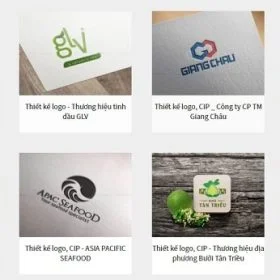 glvi
Thiết kế logo - Thương hiệu tinh
dầu GLV
GIANG CHAU
Thiết kế logo, CIP _ Công ty CP TM
Giang Châu
APAC SEAFOOD
Thiết kế logo, CIP - ASIA PACIFIC
SEAFOOD
TÂN TRIỀU
Thiết kế logo, CIP - Thương hiệu địa
phương Bưởi Tân Triều